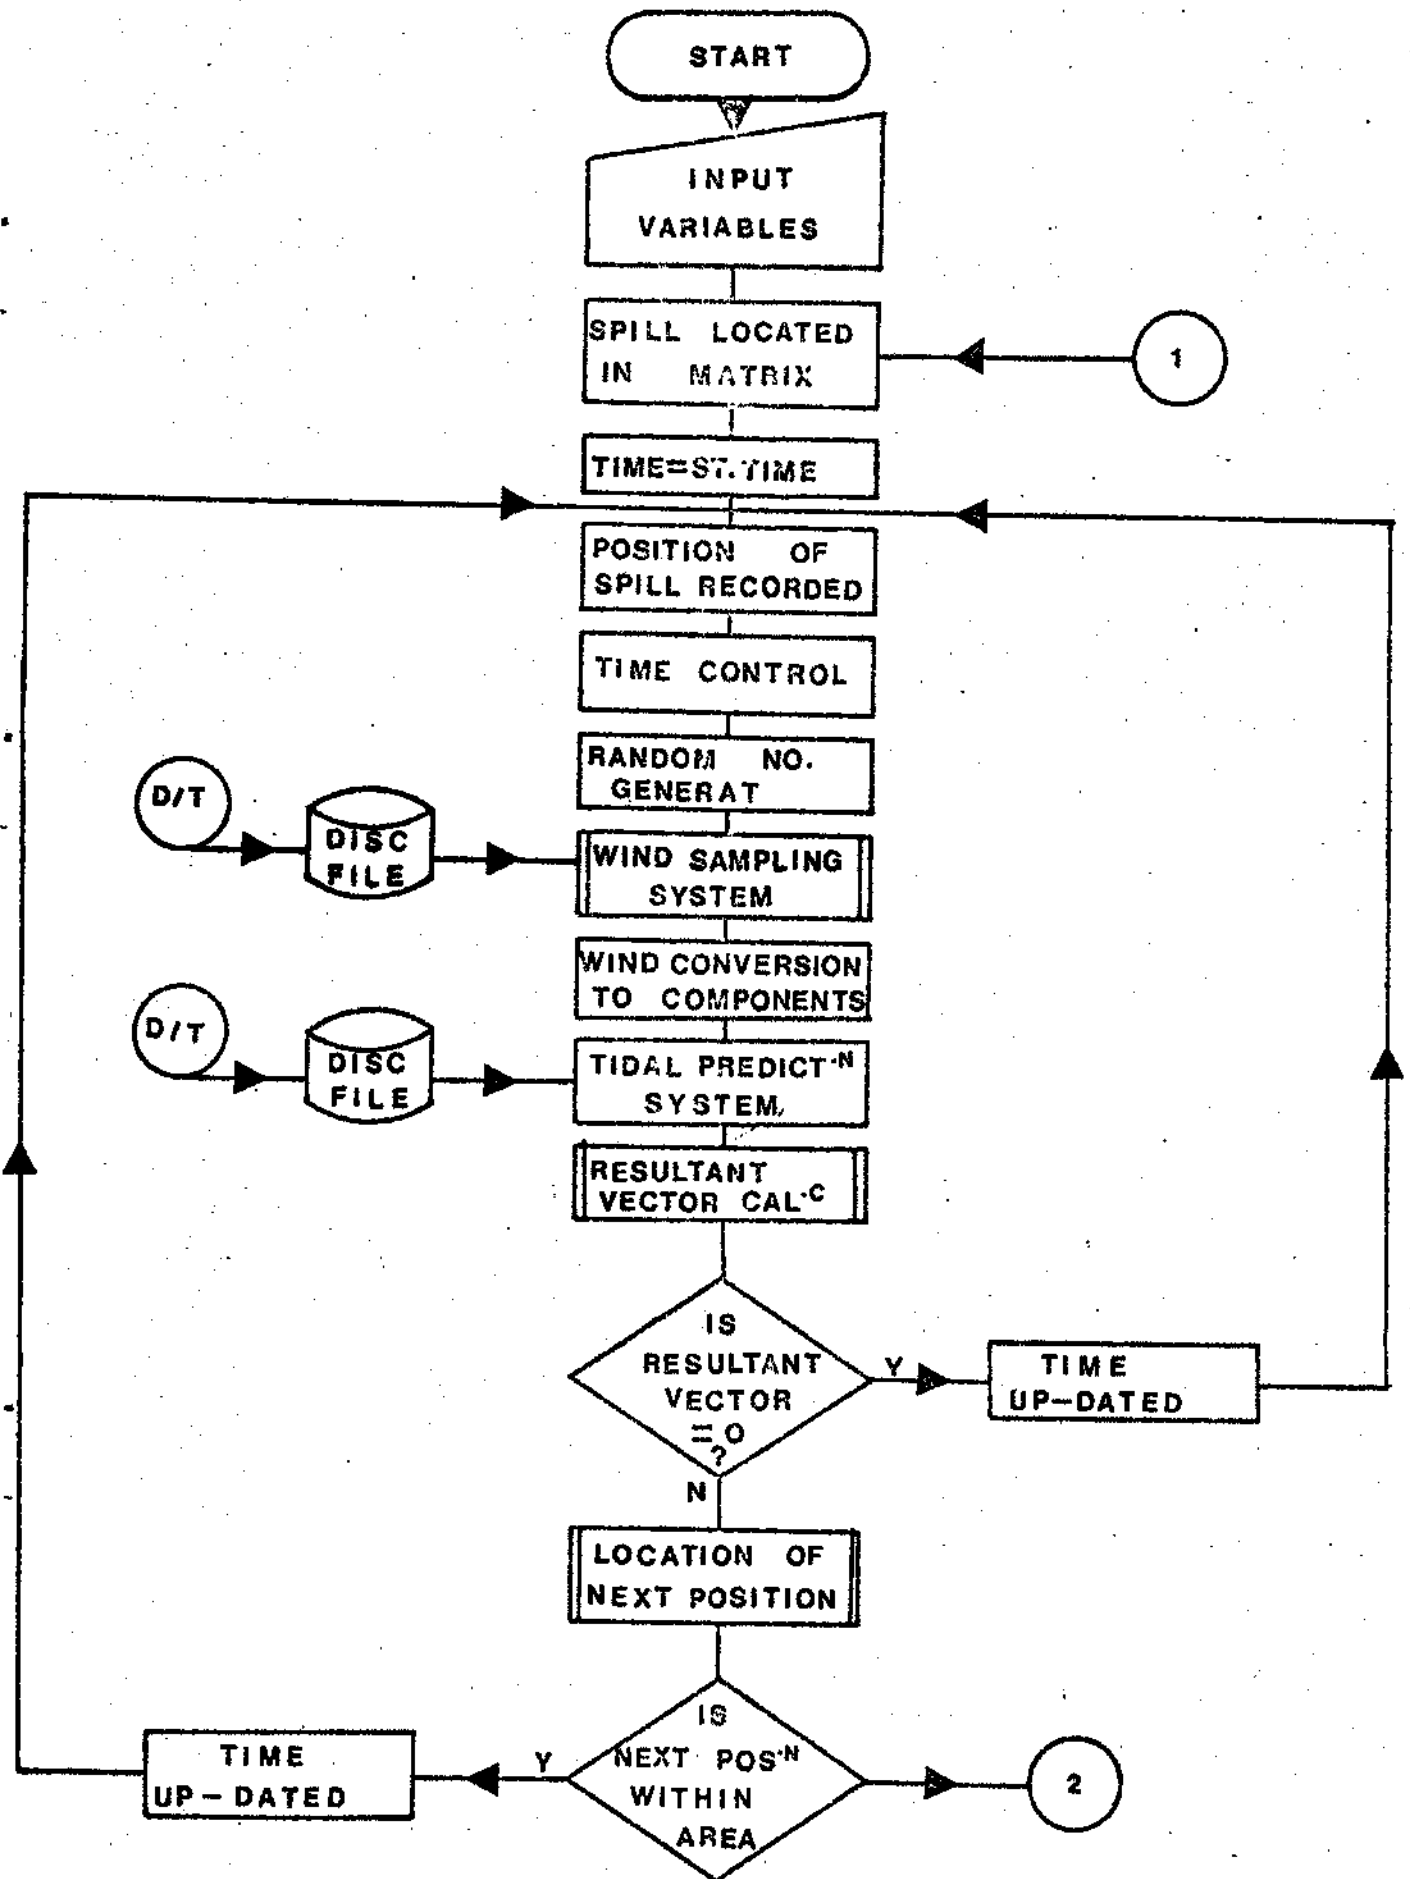 START
INPUT
VARIABLES
SPILL LOCATED
IN MATRIX
1
TIME=ST.TIME
POSITION OF
SPILL RECORDED
TIME CONTROL
RANDOM NO.
GENERAT
D/T
DISC
FILE
WIND SAMPLING
SYSTEM
WIND CONVERSION
TO COMPONENTS
D/T
DISC
FILE
TIDAL PREDICT.N
SYSTEM
RESULTANT
VECTOR CAL.C
IS
RESULTANT
VECTOR
=0
?
Y
TIME
UP-DATED
N
LOCATION OF
NEXT POSITION
IS
NEXT POS.N
WITHIN
AREA
Y
TIME
UP-DATED
2